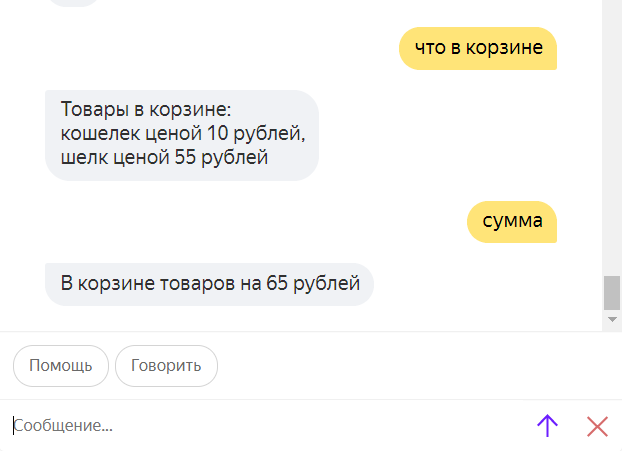 что в корзине
Товары в корзине:
кошелек ценой 10 рублей,
шелк ценой 55 рублей
сумма
В корзине товаров на 65 рублей
Помощь
Говорить
Сообщение...